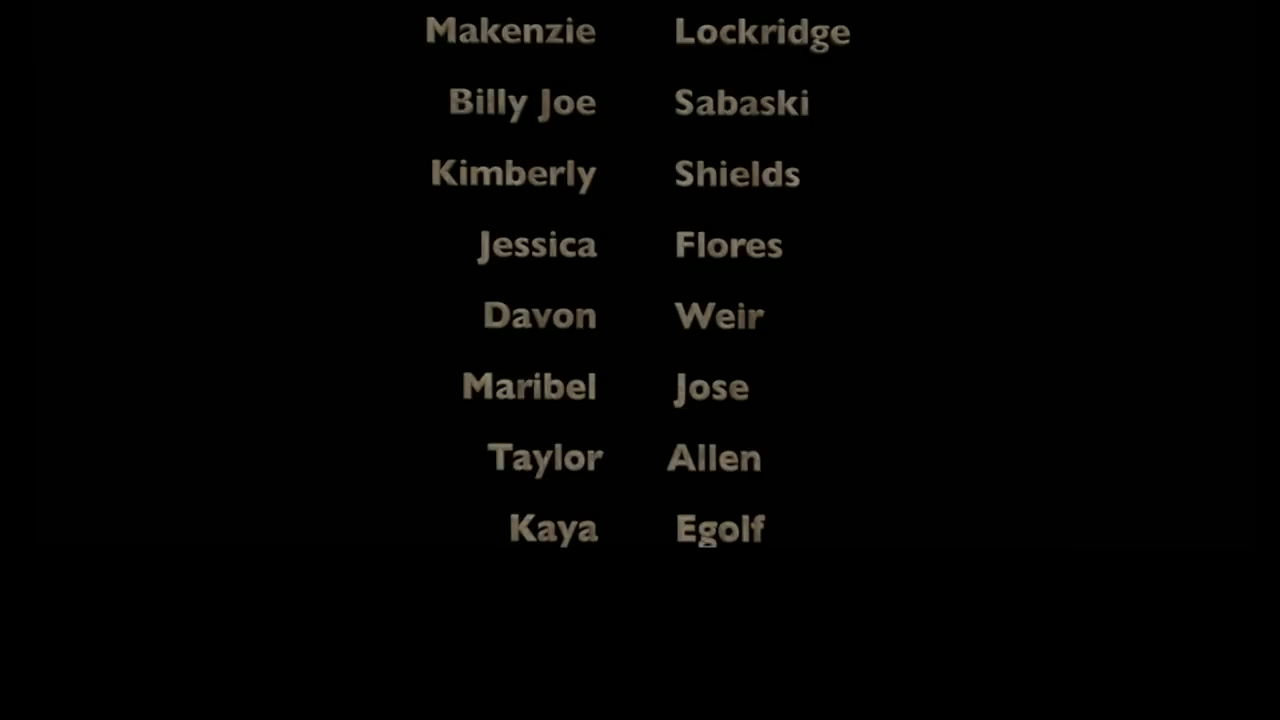 Makenzie Lockridge
Billy Joe Sabaski
Kimberly Shields
Jessica Flores
Davon Weir
Maribel Jose
Taylor Allen
Kaya Egolf